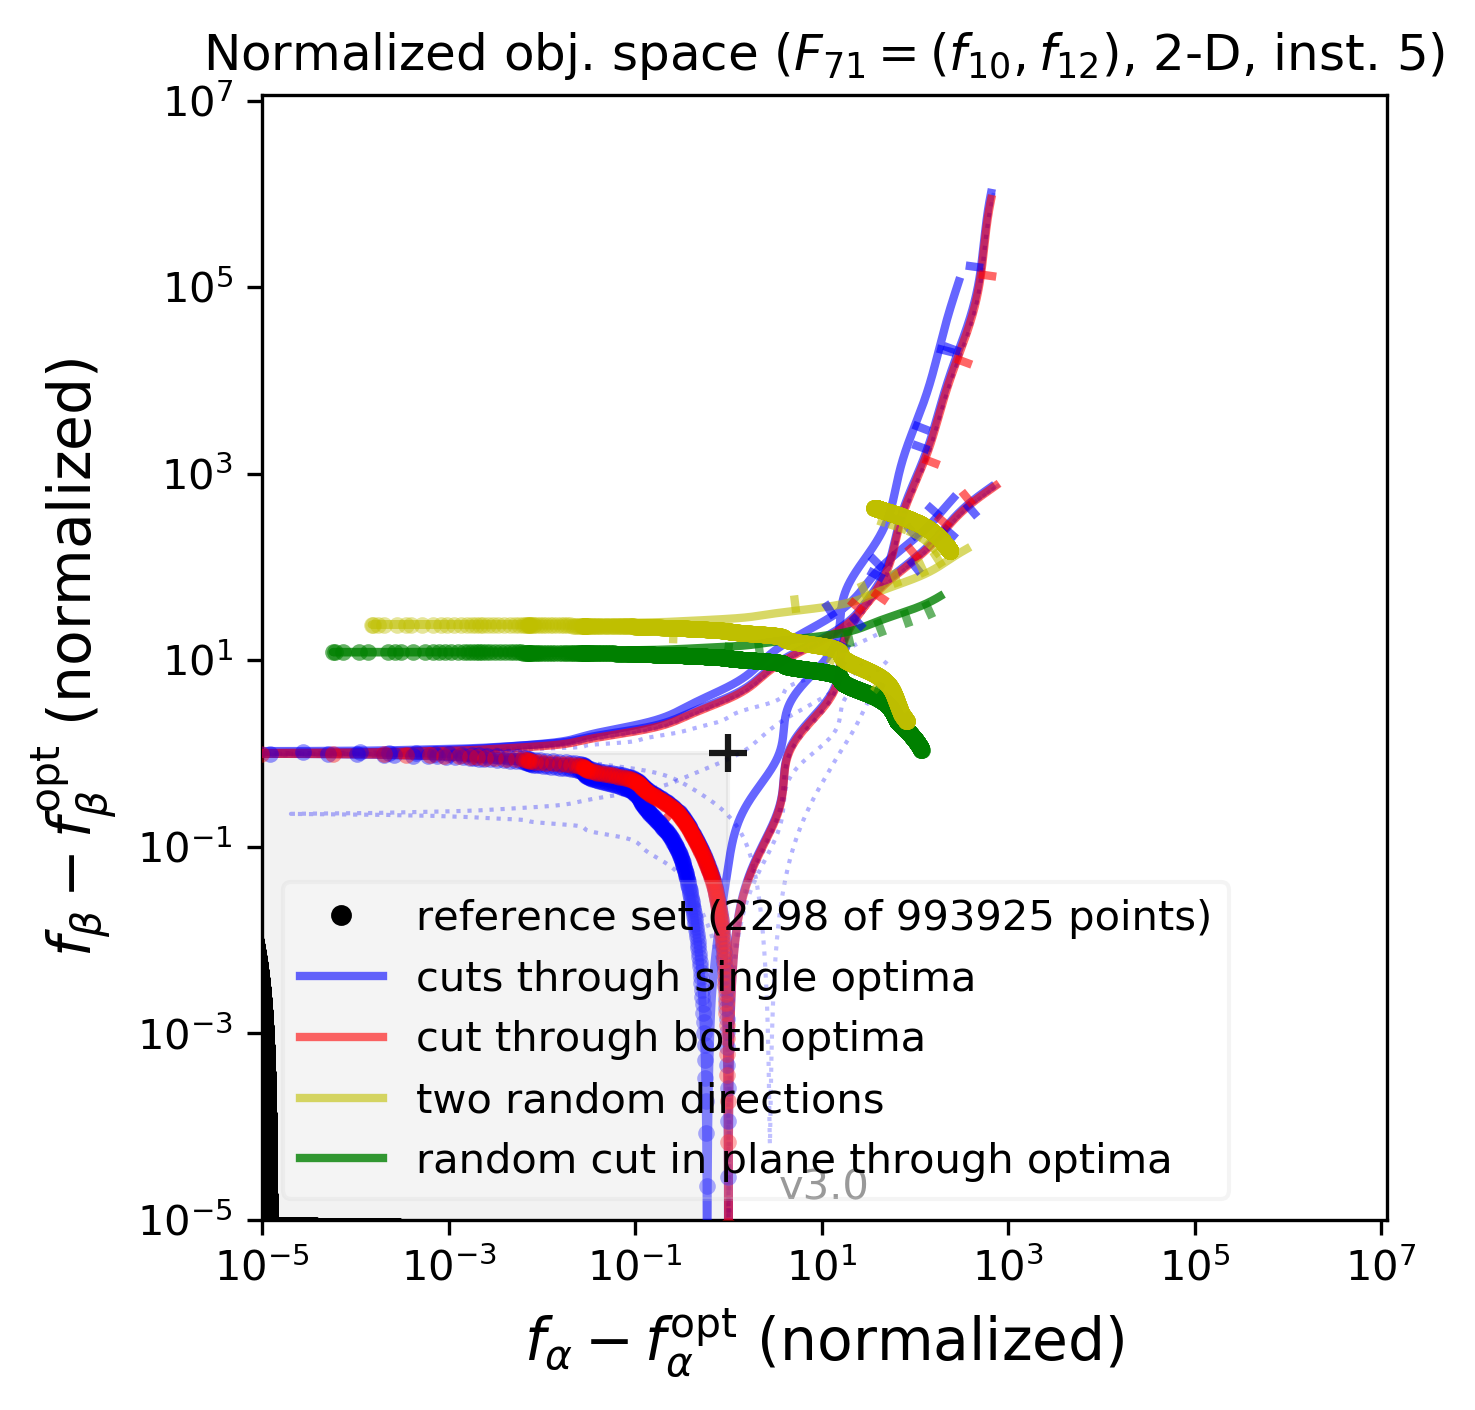 Normalized obj. space ($F_{71} = (f_{10}, f_{12})$, 2-D, inst. 5)
$10^7$
$10^5$
$10^3$
$10^1$
$10^{-1}$
$10^{-3}$
$10^{-5}$
$f_\beta - f_\beta^{\mathrm{opt}}$ (normalized)
reference set (2298 of 993925 points)
cuts through single optima
cut through both optima
two random directions
random cut in plane through optima
v3.0
$10^{-5}$ $10^{-3}$ $10^{-1}$ $10^1$ $10^3$ $10^5$ $10^7$
$f_\alpha - f_\alpha^{\mathrm{opt}}$ (normalized)